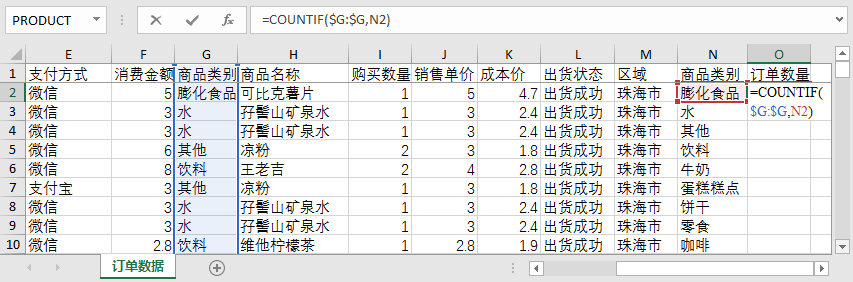 PRODUCT =COUNTIF($G:$G,N2)
E F G H I J K L M N O
1 支付方式 消费金额 商品类别 商品名称 购买数量 销售单价 成本价 出货状态 区域 商品类别 订单数量
2 微信 5 膨化食品 可比克薯片 1 5 4.7 出货成功 珠海市 膨化食品 =COUNTIF(
3 微信 3 水 孖髻山矿泉水 1 3 2.4 出货成功 珠海市 水 $G:$G,N2)
4 微信 3 水 孖髻山矿泉水 1 3 2.4 出货成功 珠海市 其他
5 微信 6 其他 凉粉 2 3 1.8 出货成功 珠海市 饮料
6 微信 8 饮料 王老吉 2 4 2.8 出货成功 珠海市 牛奶
7 支付宝 3 其他 凉粉 1 3 1.8 出货成功 珠海市 蛋糕糕点
8 微信 3 水 孖髻山矿泉水 1 3 2.4 出货成功 珠海市 饼干
9 微信 3 水 孖髻山矿泉水 1 3 2.4 出货成功 珠海市 零食
10 微信 2.8 饮料 维他柠檬茶 1 2.8 1.9 出货成功 珠海市 咖啡
订单数据